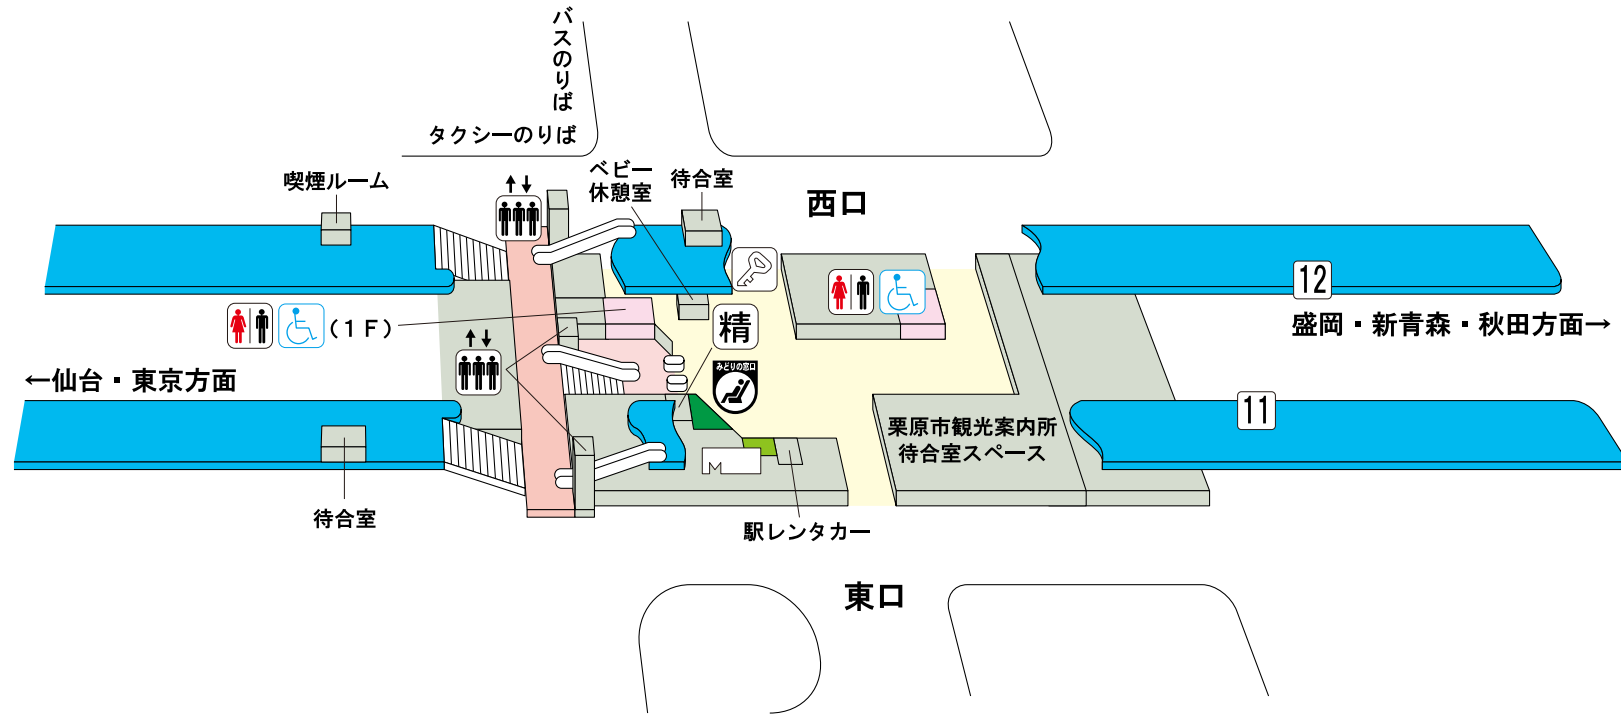 バスのりば
タクシーのりば
喫煙ルーム
ベビー
休憩室
待合室
西口
12
(1F)
精
盛岡・新青森・秋田方面→
←仙台・東京方面
みどりの窓口
11
栗原市観光案内所
待合室スペース
M
待合室
駅レンタカー
東口